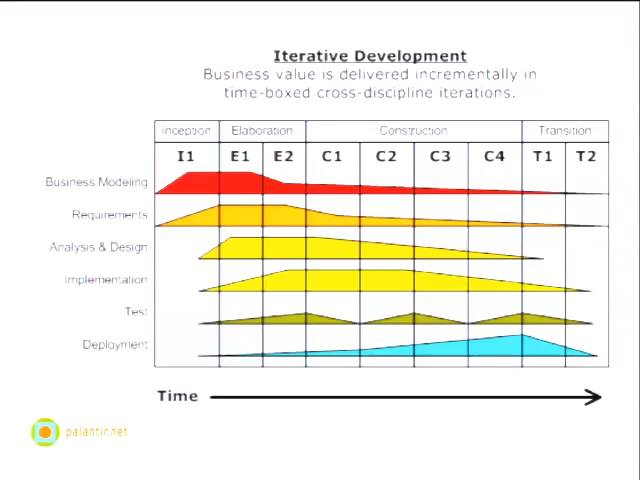 Iterative Development
Business value is delivered incrementally in
time-boxed cross-discipline iterations.
Inception Elaboration Construction Transition
I1 E1 E2 C1 C2 C3 C4 T1 T2
Business Modeling
Requirements
Analysis & Design
Implementation
Test
Deployment
Time
palantir.net